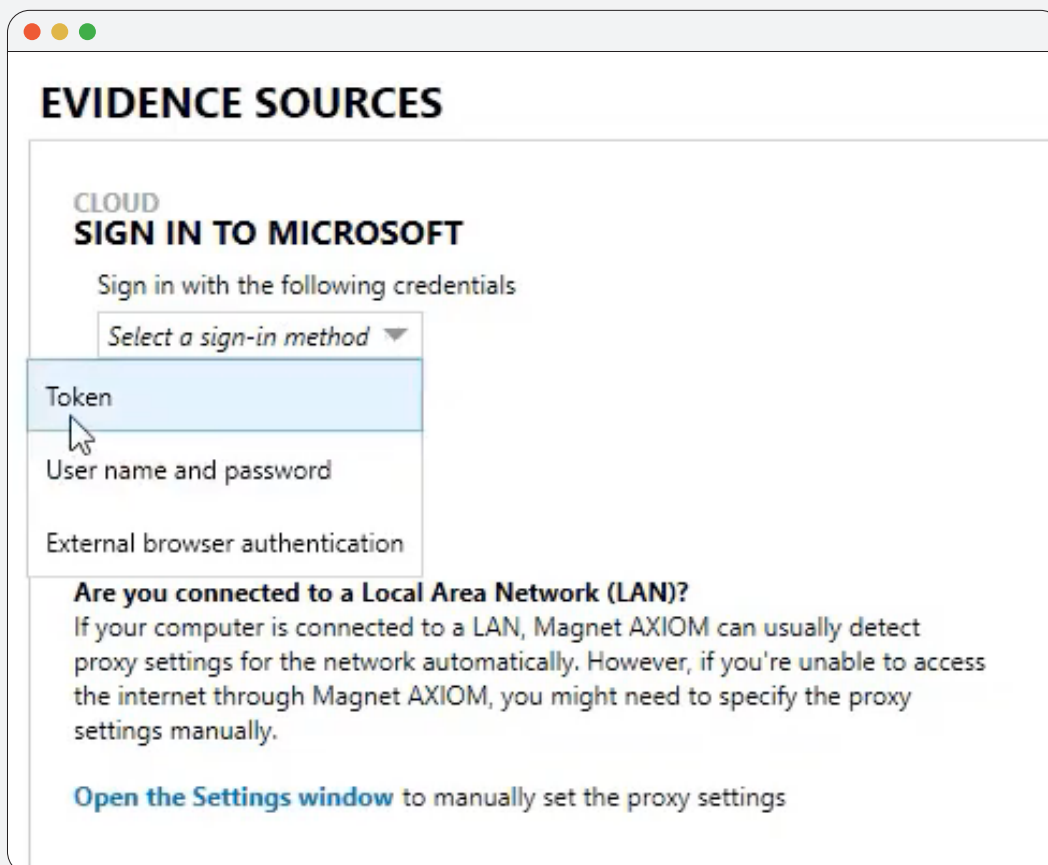 EVIDENCE SOURCES
CLOUD
SIGN IN TO MICROSOFT
Sign in with the following credentials
Select a sign-in method
Token
User name and password
External browser authentication
Are you connected to a Local Area Network (LAN)?
If your computer is connected to a LAN, Magnet AXIOM can usually detect
proxy settings for the network automatically. However, if you're unable to access
the internet through Magnet AXIOM, you might need to specify the proxy
settings manually.
Open the Settings window to manually set the proxy settings